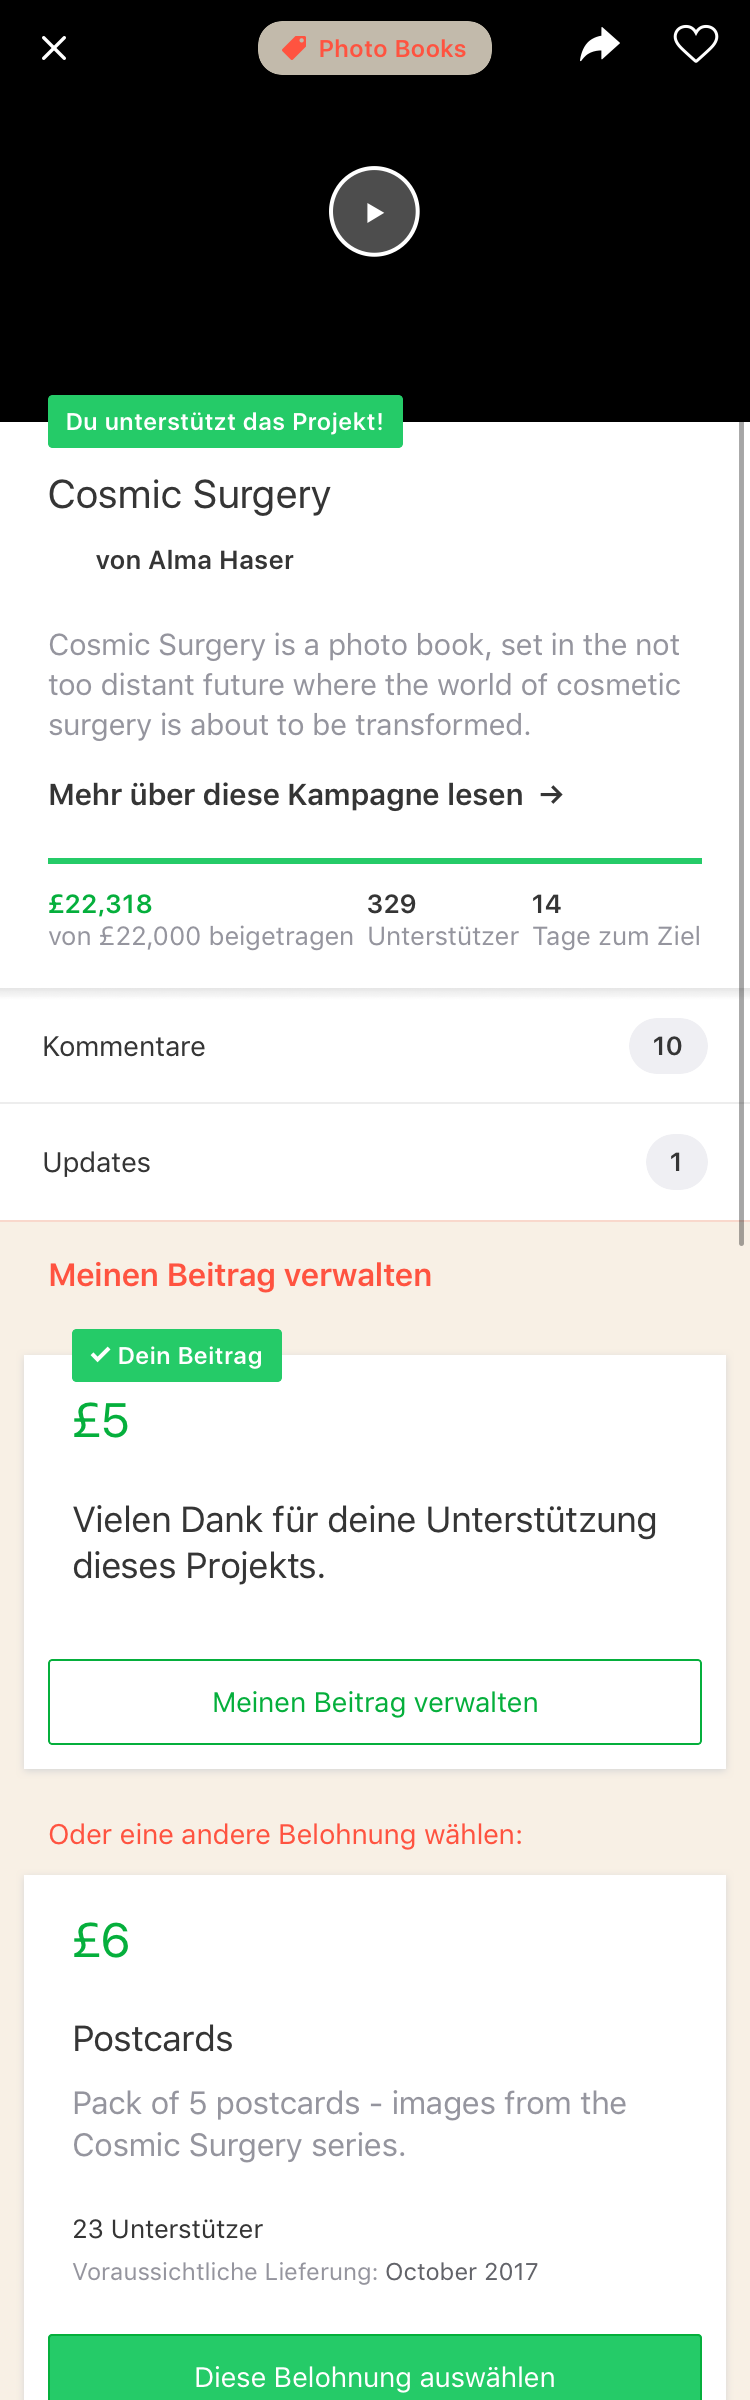 Photo Books
Du unterstützt das Projekt!
Cosmic Surgery
von Alma Haser
Cosmic Surgery is a photo book, set in the not
too distant future where the world of cosmetic
surgery is about to be transformed.
Mehr über diese Kampagne lesen →
£22,318
von £22,000 beigetragen
329
Unterstützer
14
Tage zum Ziel
Kommentare
10
Updates
1
Meinen Beitrag verwalten
Dein Beitrag
£5
Vielen Dank für deine Unterstützung
dieses Projekts.
Meinen Beitrag verwalten
Oder eine andere Belohnung wählen:
£6
Postcards
Pack of 5 postcards - images from the
Cosmic Surgery series.
23 Unterstützer
Voraussichtliche Lieferung: October 2017
Diese Belohnung auswählen